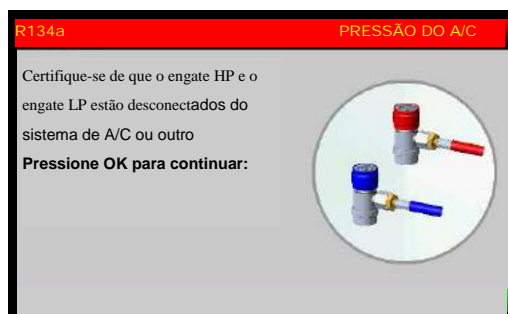 R134a PRESSÃO DO A/C
Certifique-se de que o engate HP e o
engate LP estão desconectados do
sistema de A/C ou outro
Pressione OK para continuar: